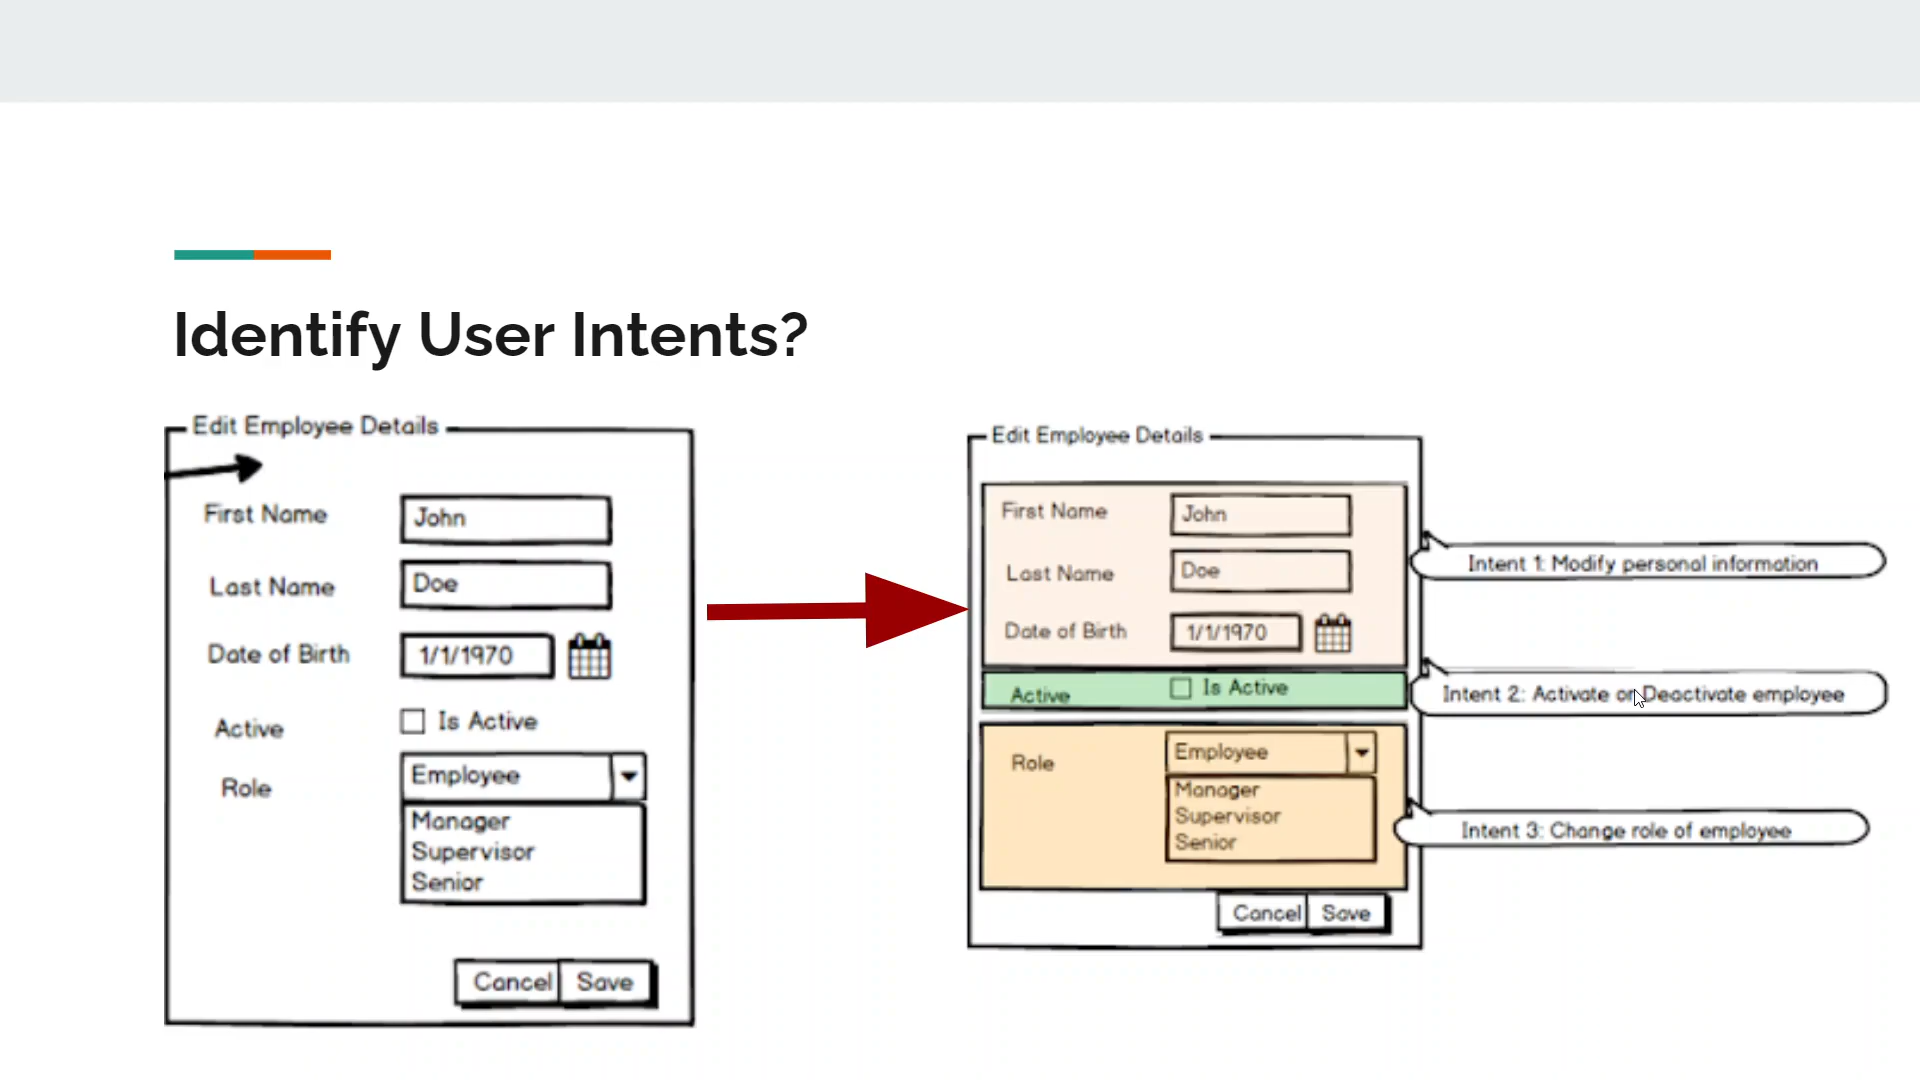 Identify User Intents?
Edit Employee Details
First Name John
Last Name Doe
Date of Birth 1/1/1970
Active Is Active
Role Employee
Manager
Supervisor
Senior
Cancel Save
Edit Employee Details
First Name John
Last Name Doe
Date of Birth 1/1/1970
Active Is Active
Role Employee
Manager
Supervisor
Senior
Cancel Save
Intent 1: Modify personal information
Intent 2: Activate or Deactivate employee
Intent 3: Change role of employee